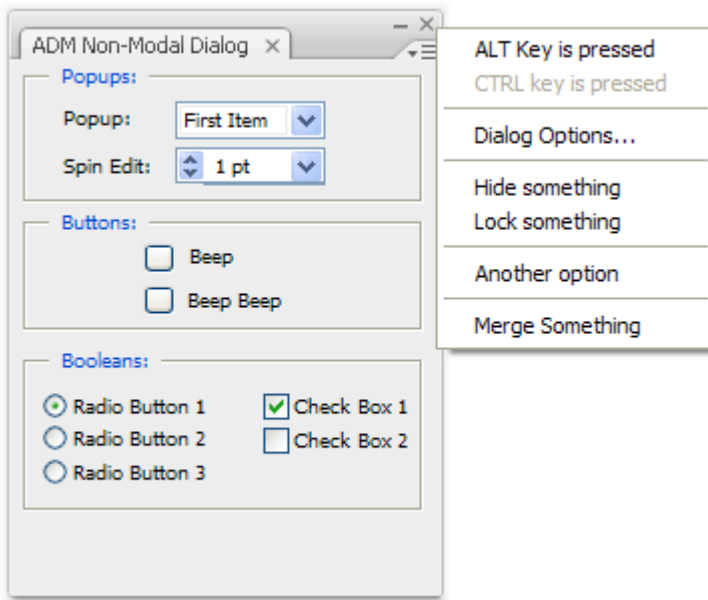 ADM Non-Modal Dialog
Popups:
Popup: First Item
Spin Edit: 1 pt
Buttons:
Beep
Beep Beep
Booleans:
Radio Button 1 Check Box 1
Radio Button 2 Check Box 2
Radio Button 3
ALT Key is pressed
CTRL key is pressed
Dialog Options...
Hide something
Lock something
Another option
Merge Something